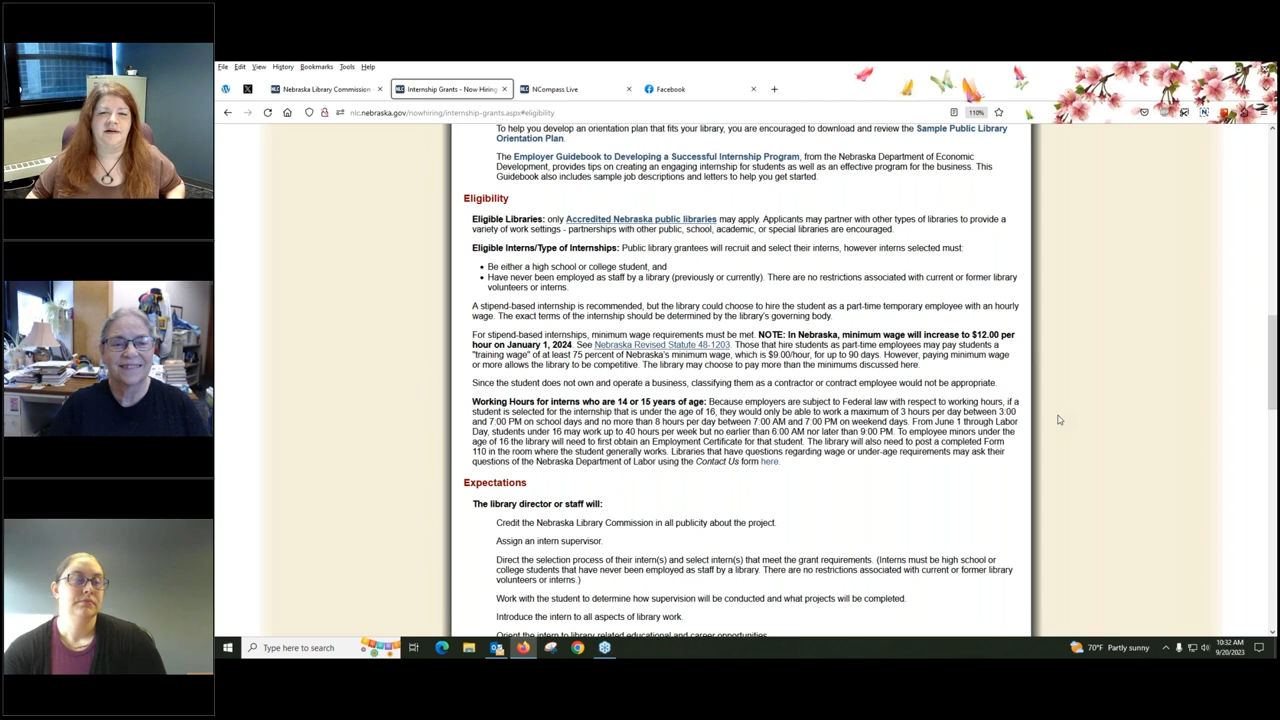 File Edit View History Bookmarks Tools Help
Nebraska Library Commission Internship Grants - Now Hiring NCompass Live Facebook
nlc.nebraska.gov/nowhiring/internship-grants.aspx#eligibility 110%
To help you develop an orientation plan that fits your library, you are encouraged to download and review the Sample Public Library
Orientation Plan.
The Employer Guidebook to Developing a Successful Internship Program, from the Nebraska Department of Economic
Development, provides tips on creating an engaging internship for students as well as an effective program for the business. This
Guidebook also includes sample job descriptions and letters to help you get started.
Eligibility
Eligible Libraries: only Accredited Nebraska public libraries may apply. Applicants may partner with other types of libraries to provide a
variety of work settings - partnerships with other public, school, academic, or special libraries are encouraged.
Eligible Interns/Type of Internships: Public library grantees will recruit and select their interns, however interns selected must:
• Be either a high school or college student, and
• Have never been employed as staff by a library (previously or currently). There are no restrictions associated with current or former library
volunteers or interns.
A stipend-based internship is recommended, but the library could choose to hire the student as a part-time temporary employee with an hourly
wage. The exact terms of the internship should be determined by the library's governing body.
For stipend-based internships, minimum wage requirements must be met. NOTE: In Nebraska, minimum wage will increase to $12.00 per
hour on January 1, 2024. See Nebraska Revised Statute 48-1203. Those that hire students as part-time employees may pay students a
"training wage" of at least 75 percent of Nebraska's minimum wage, which is $9.00/hour, for up to 90 days. However, paying minimum wage
or more allows the library to be competitive. The library may choose to pay more than the minimums discussed here.
Since the student does not own and operate a business, classifying them as a contractor or contract employee would not be appropriate.
Working Hours for interns who are 14 or 15 years of age: Because employers are subject to Federal law with respect to working hours, if a
student is selected for the internship that is under the age of 16, they would only be able to work a maximum of 3 hours per day between 3:00
and 7:00 PM on school days and no more than 8 hours per day between 7:00 AM and 7:00 PM on weekend days. From June 1 through Labor
Day, students under 16 may work up to 40 hours per week but no earlier than 6:00 AM nor later than 9:00 PM. To employee minors under the
age of 16 the library will need to first obtain an Employment Certificate for that student. The library will also need to post a completed Form
110 in the room where the student generally works. Libraries that have questions regarding wage or under-age requirements may ask their
questions of the Nebraska Department of Labor using the Contact Us form here.
Expectations
The library director or staff will:
Credit the Nebraska Library Commission in all publicity about the project.
Assign an intern supervisor.
Direct the selection process of their intern(s) and select intern(s) that meet the grant requirements. (Interns must be high school or
college students that have never been employed as staff by a library. There are no restrictions associated with current or former library
volunteers or interns.)
Work with the student to determine how supervision will be conducted and what projects will be completed.
Introduce the intern to all aspects of library work.
Orient the intern to library related educational and career opportunities.
Type here to search 70°F Partly sunny 10:32 AM
9/20/2023